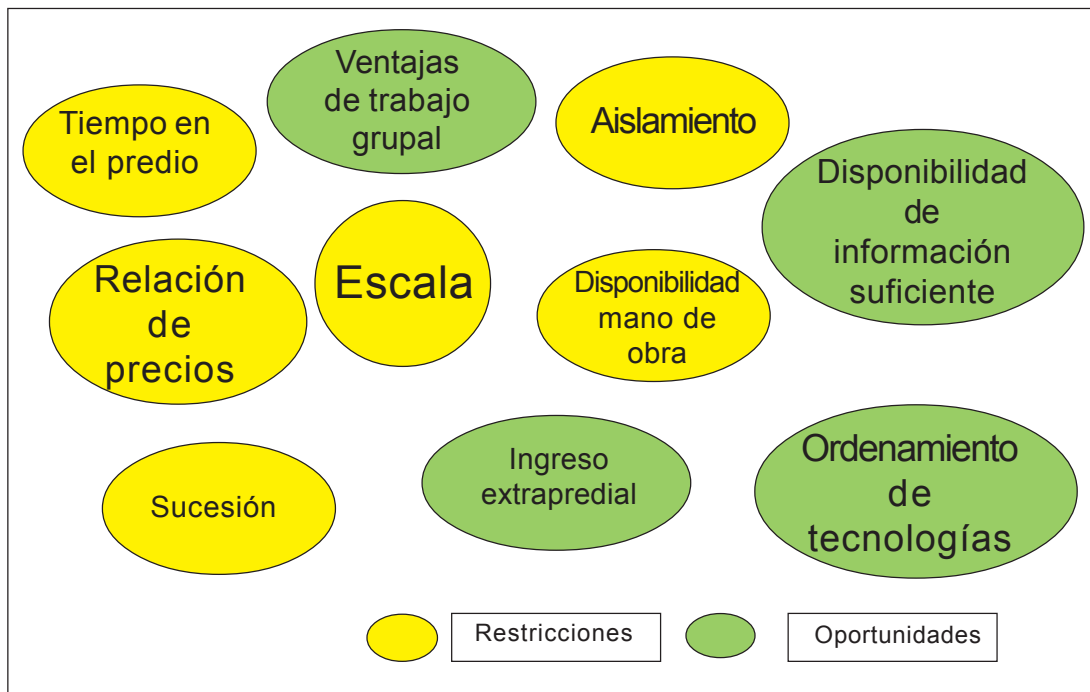 Tiempo en
el predio
Ventajas
de trabajo
grupal
Aislamiento
Disponibilidad
de
información
suficiente
Relación
de
precios
Escala
Disponibilidad
mano de
obra
Sucesión
Ingreso
extrapredial
Ordenamiento
de
tecnologías
Restricciones
Oportunidades